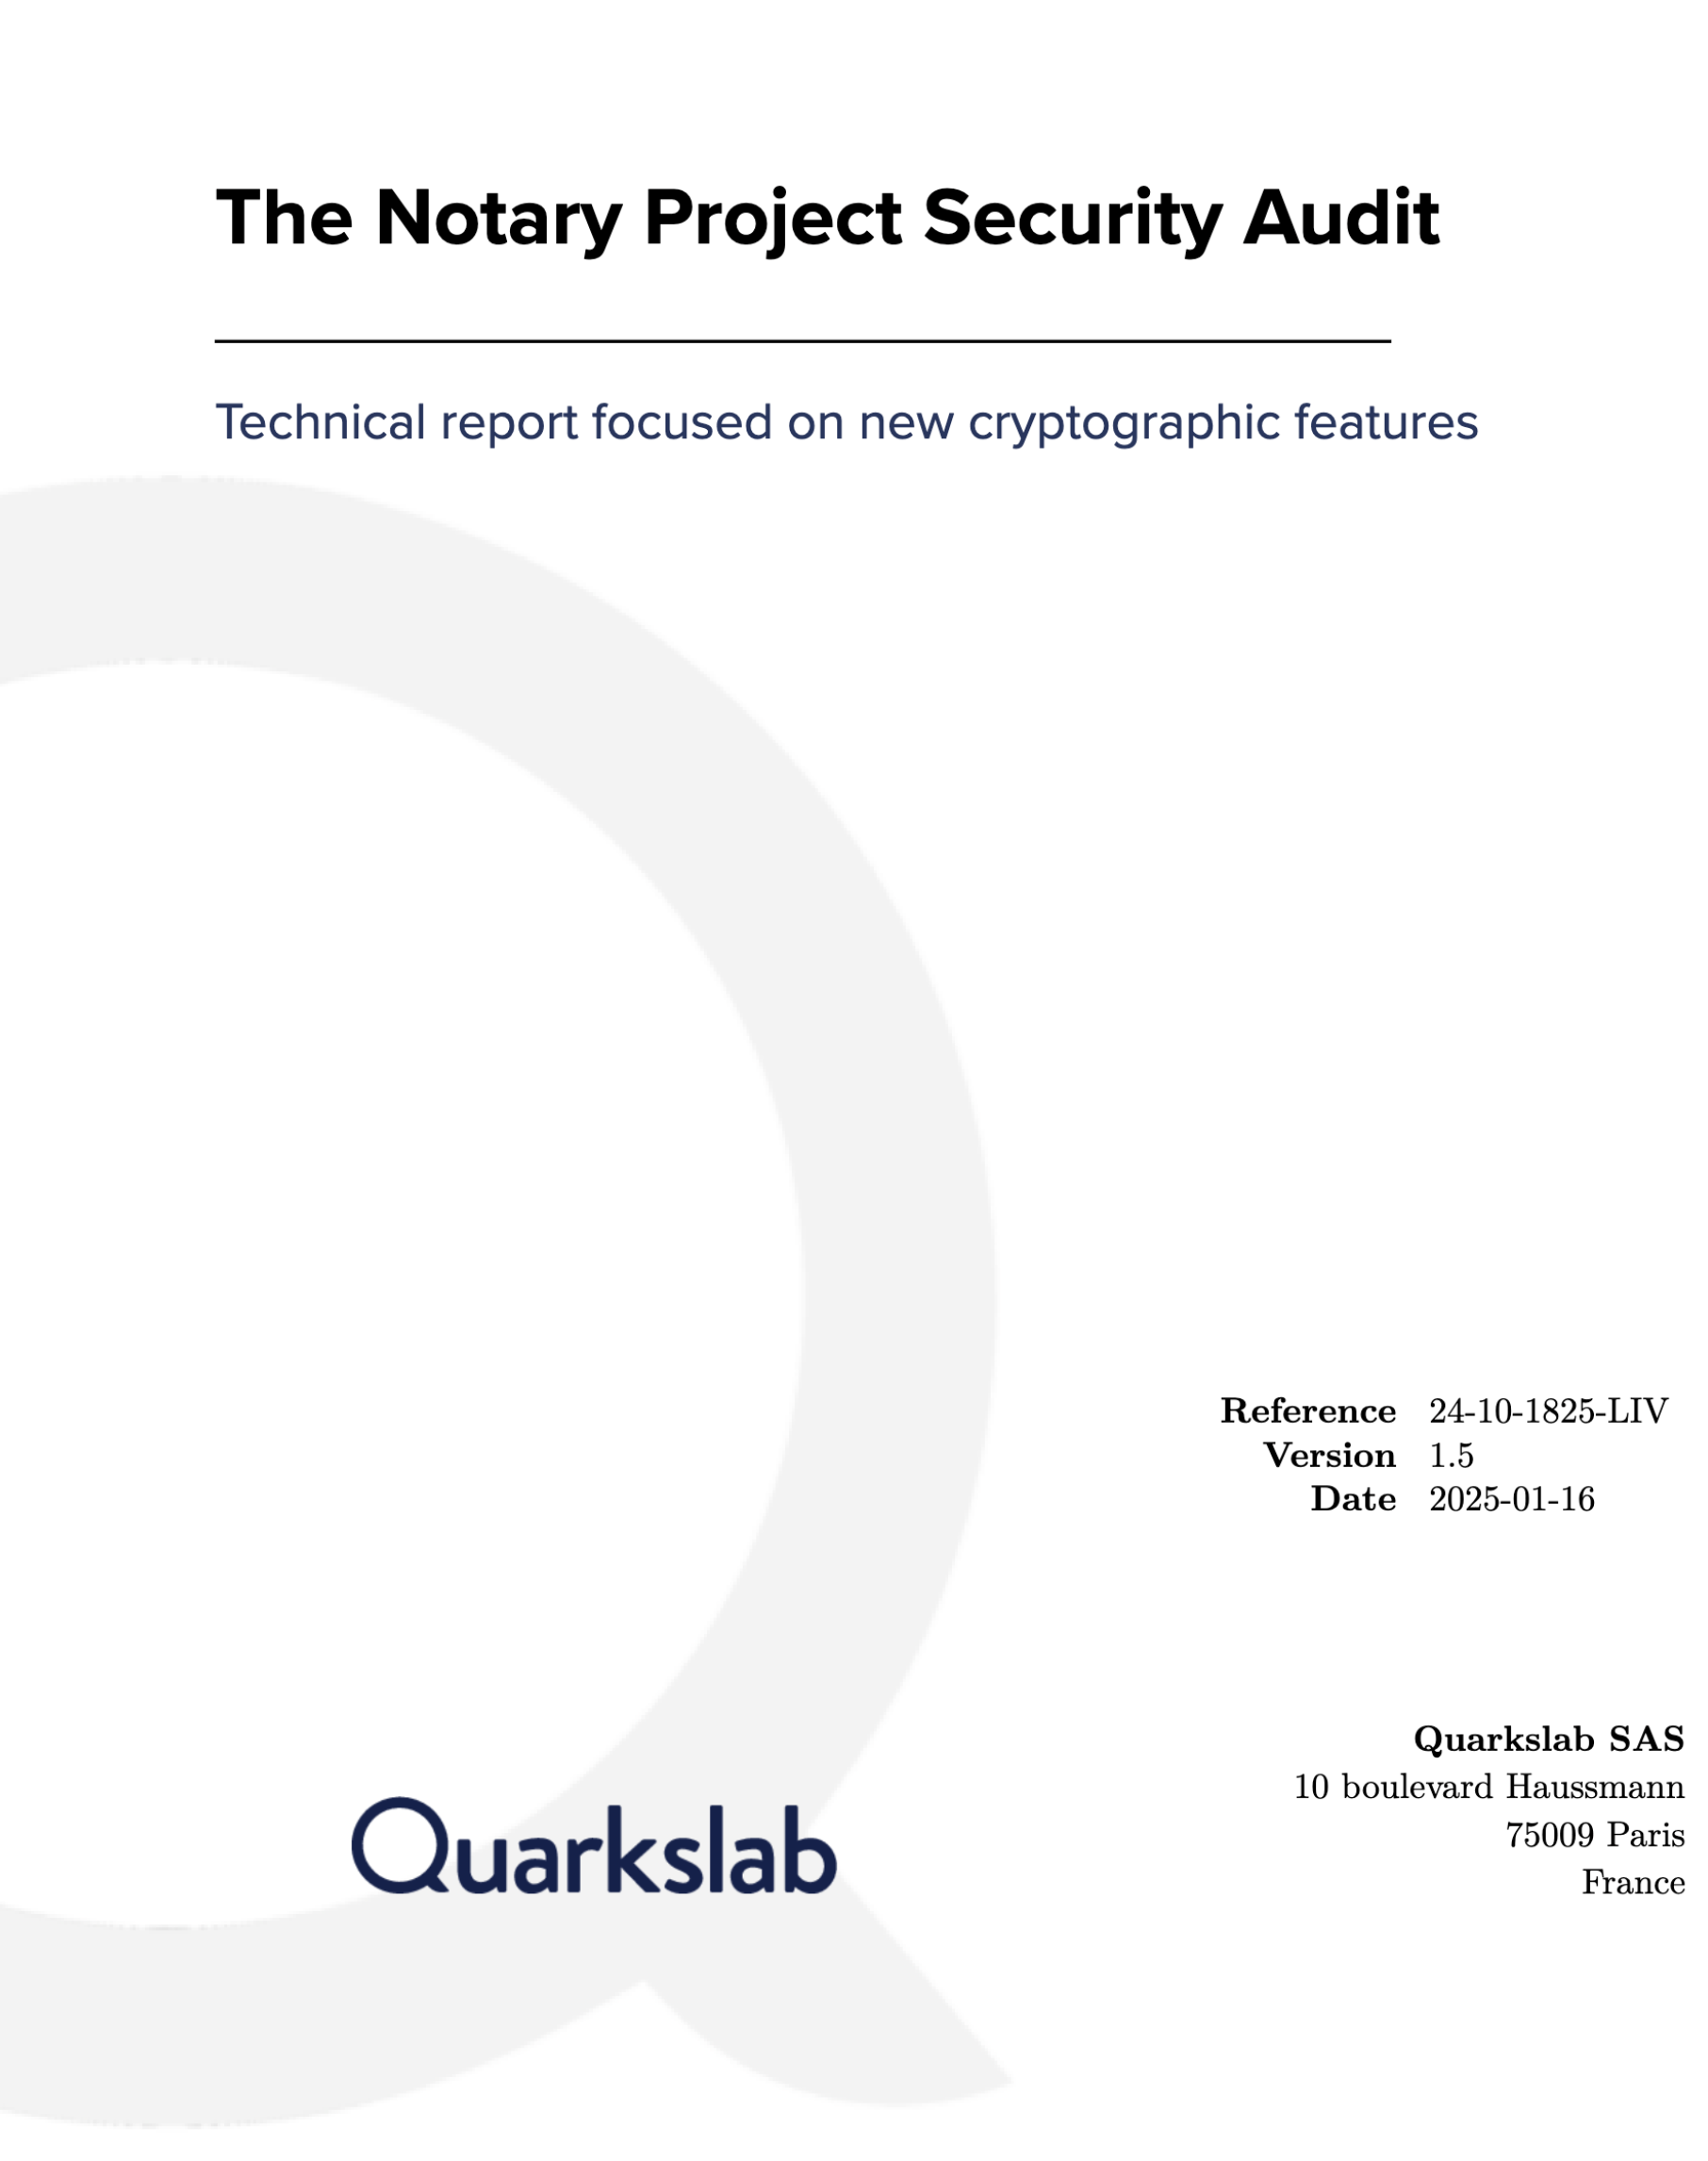 The Notary Project Security Audit
Technical report focused on new cryptographic features
Reference 24-10-1825-LIV
Version 1.5
Date 2025-01-16
Quarkslab SAS
10 boulevard Haussmann
75009 Paris
France
Quarkslab